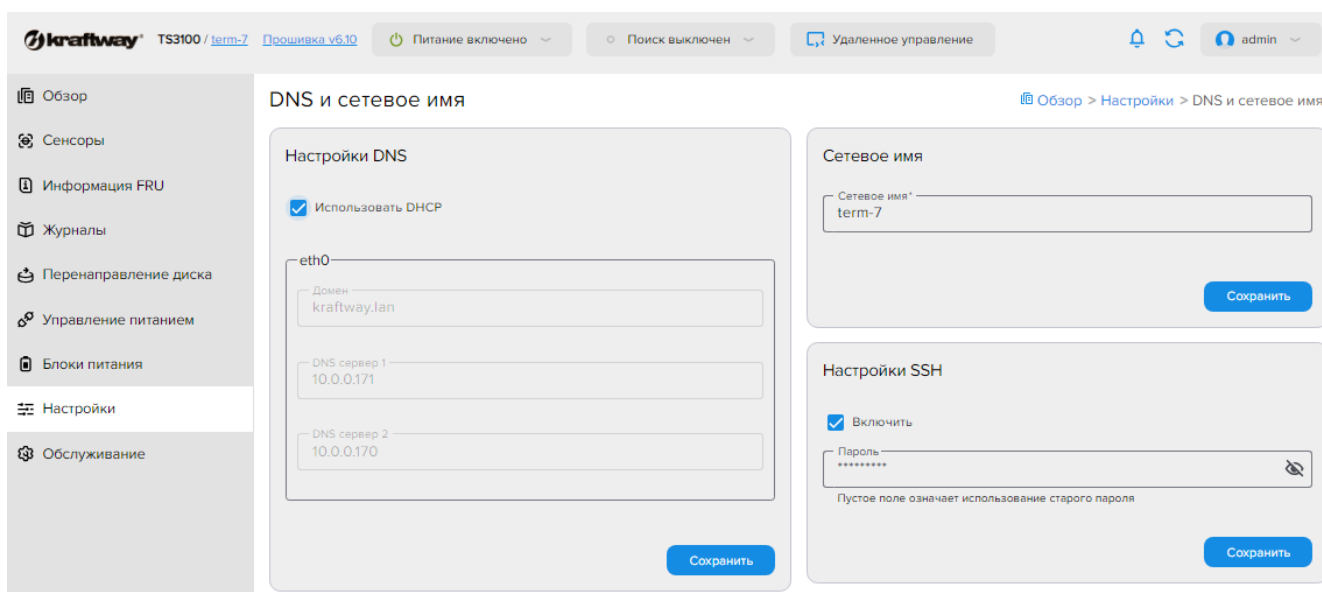 kraftway TS3100 / term-7 Прошивка v6.10 Питание включено Поиск выключен Удаленное управление admin
Обзор
Сенсоры
Информация FRU
Журналы
Перенаправление диска
Управление питанием
Блоки питания
Настройки
Обслуживание
DNS и сетевое имя
Обзор > Настройки > DNS и сетевое имя
Настройки DNS
Использовать DHCP
eth0
Домен
kraftway.lan
DNS сервер 1
10.0.0.171
DNS сервер 2
10.0.0.170
Сохранить
Сетевое имя
Сетевое имя*
term-7
Сохранить
Настройки SSH
Включить
Пароль
*********
Пустое поле означает использование старого пароля
Сохранить